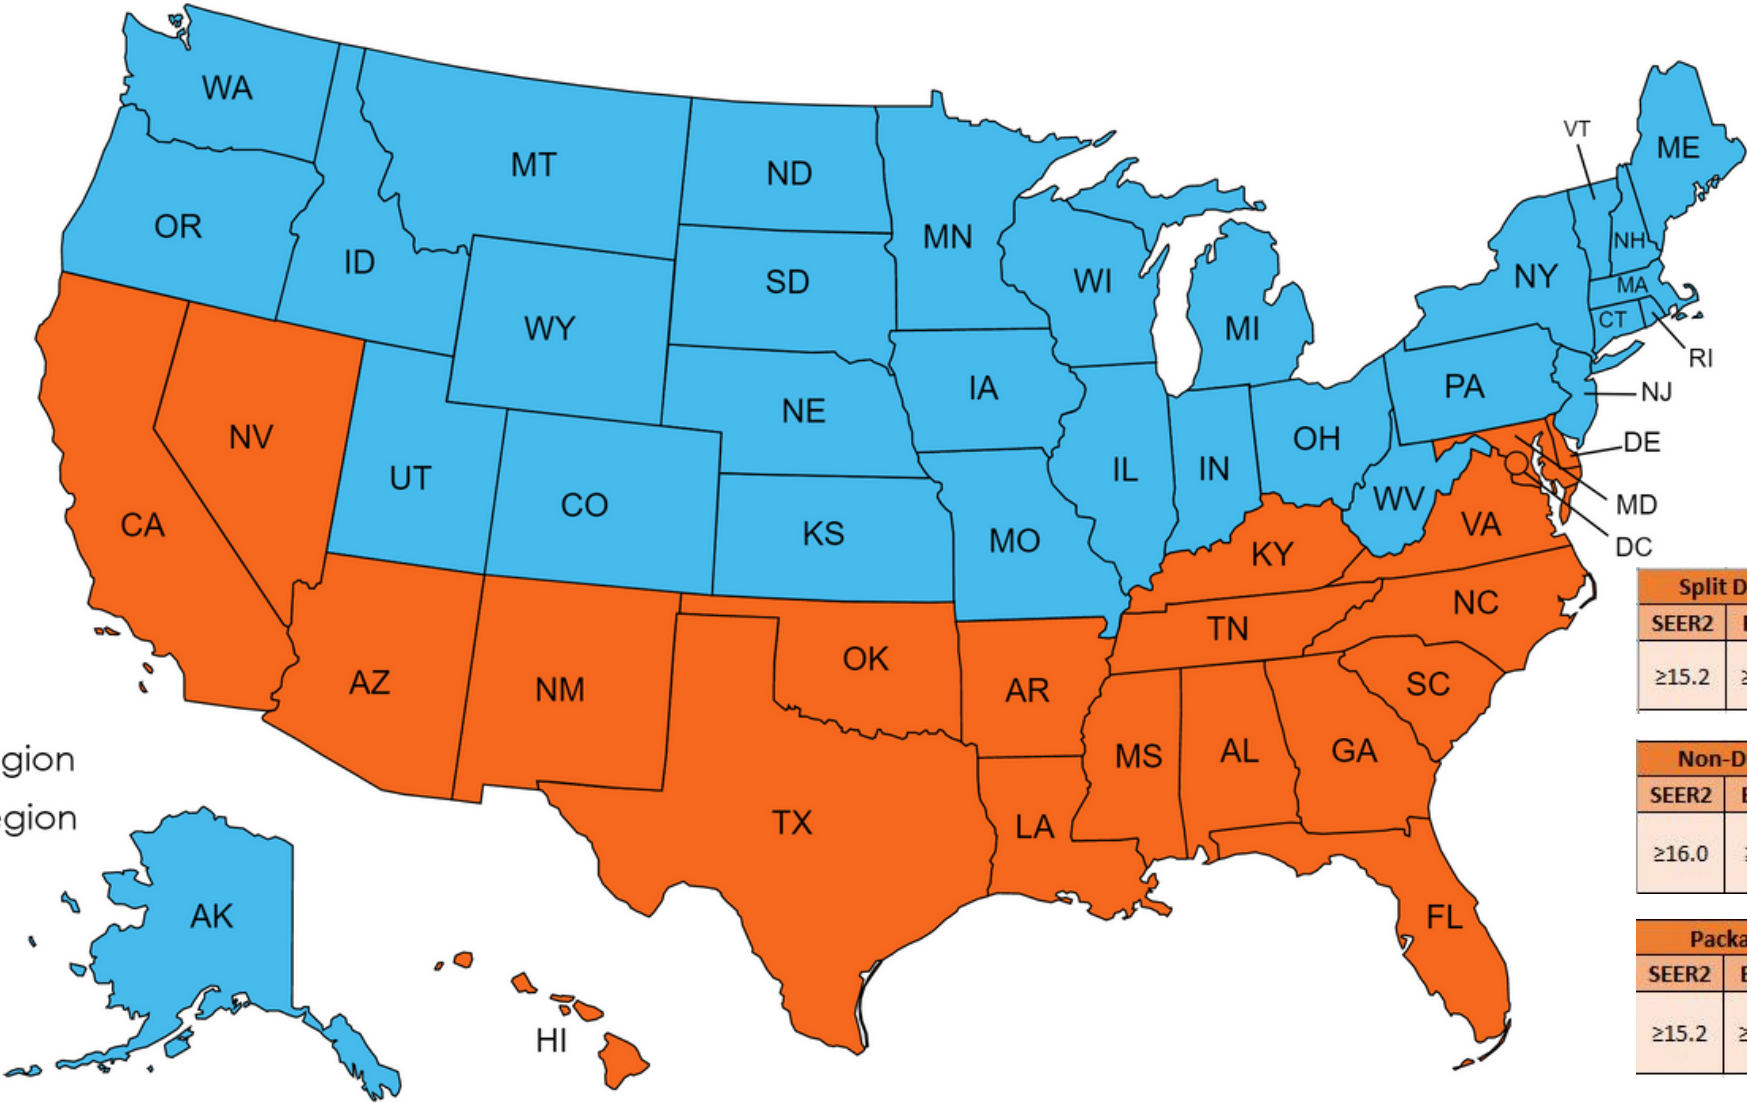 WA
MT
ND
VT
ME
OR
ID
MN
NH
SD
WI
NY
MA
WY
MI
CT
RI
IA
PA
NJ
NE
NV
OH
DE
UT
IL
IN
CO
WV
MD
CA
KS
MO
VA
KY
DC
NC
TN
OK
AZ
NM
AR
SC
MS
AL
GA
TX
LA
AK
FL
HI
gion
gion
Split D
SEER2
≥15.2
Non-D
SEER2
≥16.0
Packa
SEER2
≥15.2